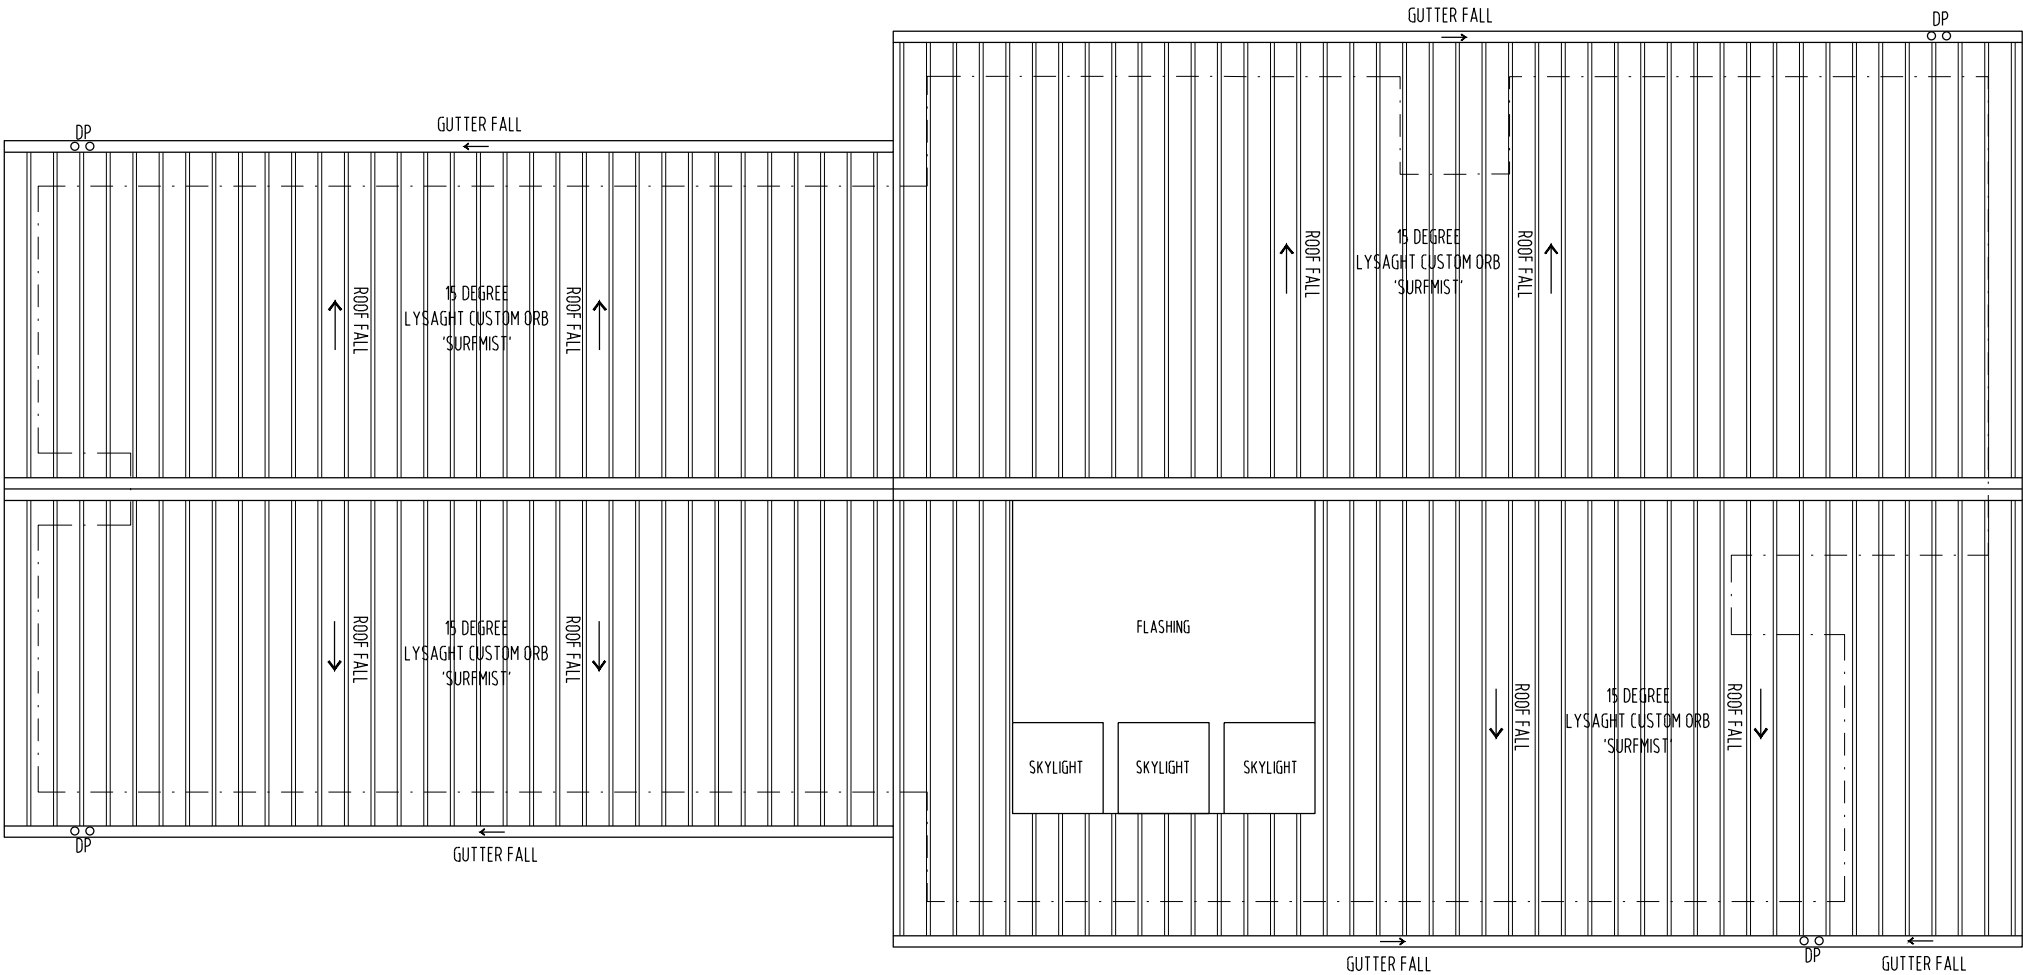 GUTTER FALL
DP
DP
GUTTER FALL
ROOF FALL
15 DEGREE
LYSAGHT CUSTOM ORB
'SURFMIST'
ROOF FALL
ROOF FALL
15 DEGREE
LYSAGHT CUSTOM ORB
'SURFMIST'
ROOF FALL
ROOF FALL
15 DEGREE
LYSAGHT CUSTOM ORB
'SURFMIST'
ROOF FALL
FLASHING
ROOF FALL
15 DEGREE
LYSAGHT CUSTOM ORB
'SURFMIST'
ROOF FALL
SKYLIGHT
SKYLIGHT
SKYLIGHT
DP
GUTTER FALL
GUTTER FALL
DP
GUTTER FALL